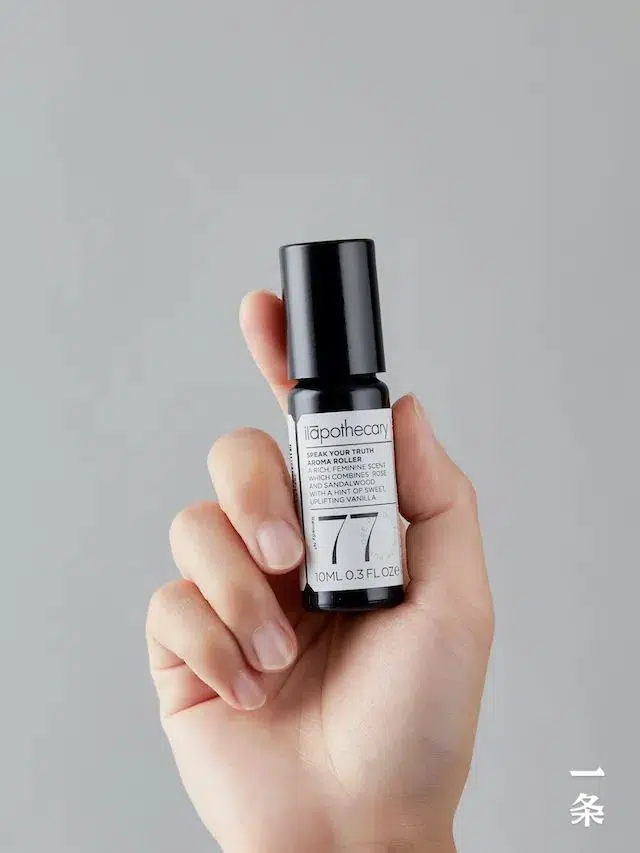 ilāpothecary
SPEAK YOUR TRUTH
AROMA ROLLER
A RICH, FEMININE SCENT
WHICH COMBINES ROSE
AND SANDALWOOD
WITH A HINT OF SWEET,
UPLIFTING VANILLA
77
10ML 0.3 FL OZ℮
一
条